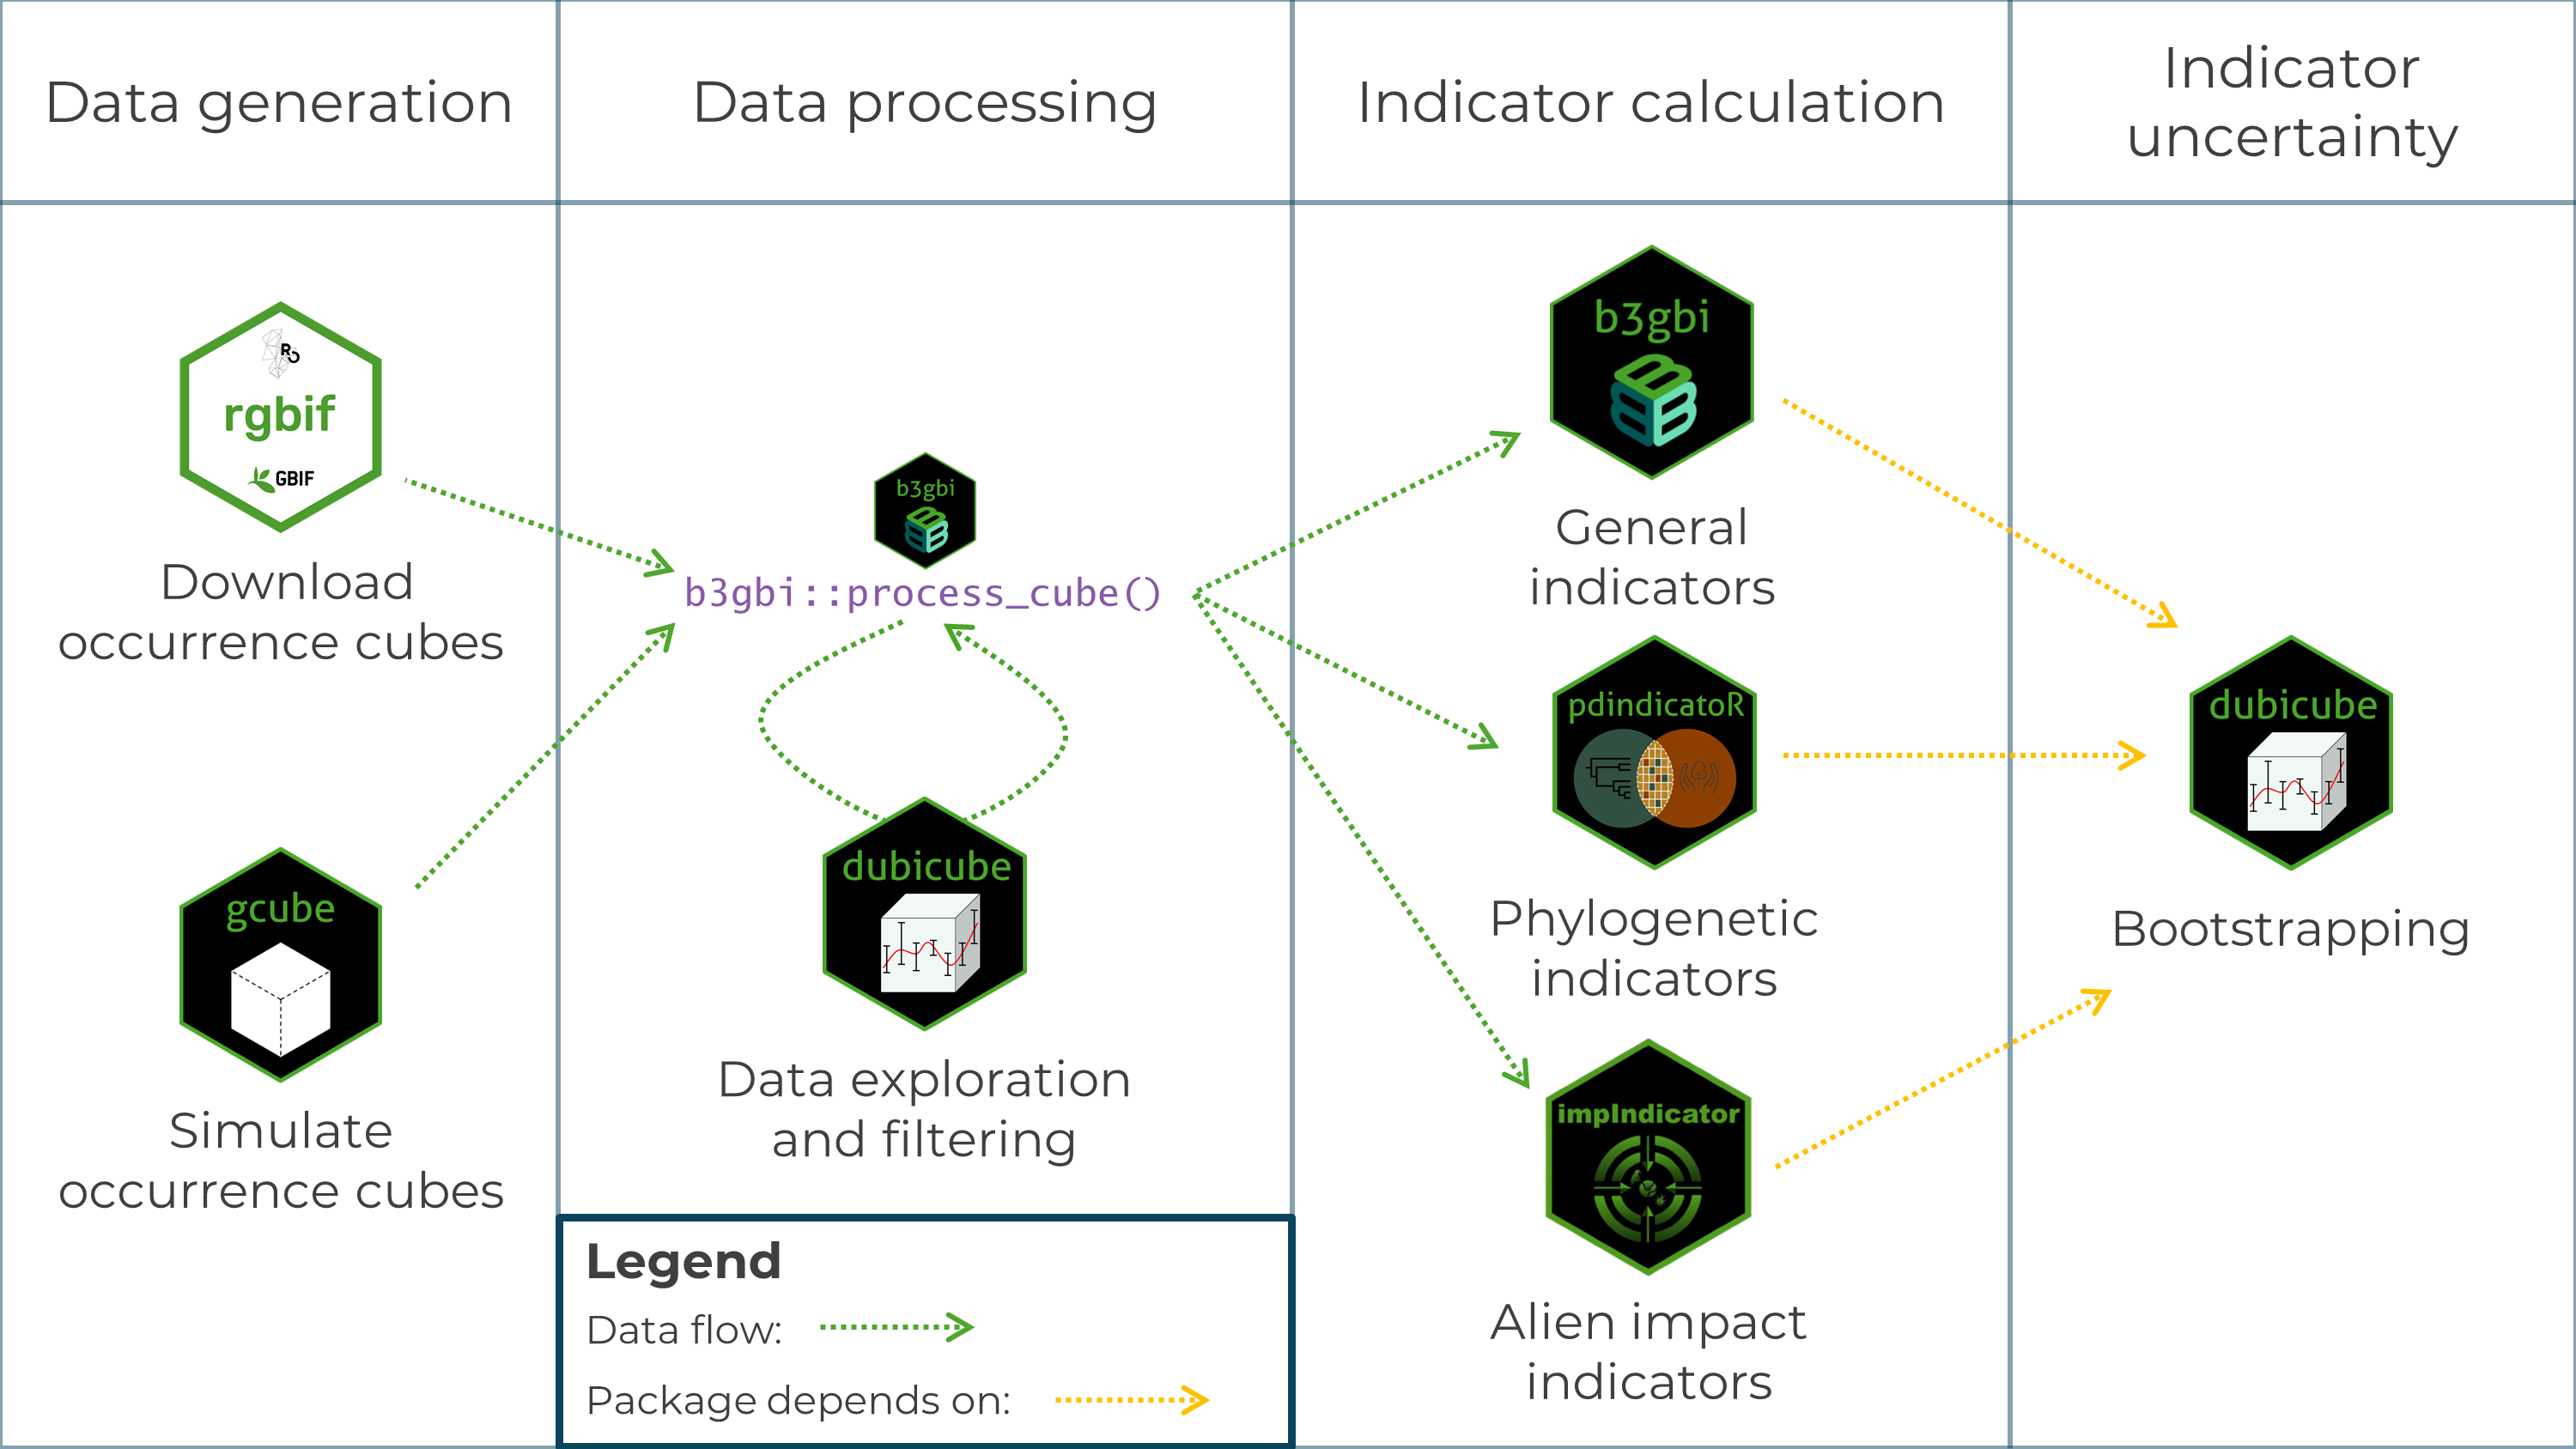 Data generation
Data processing
Indicator calculation
Indicator
uncertainty
R
rgbif
GBIF
Download
occurrence cubes
gcube
Simulate
occurrence cubes
b3gbi
b3gbi::process_cube()
dubicube
Data exploration
and filtering
Legend
Data flow:
Package depends on:
b3gbi
General
indicators
pdindicatoR
Phylogenetic
indicators
impIndicator
Alien impact
indicators
dubicube
Bootstrapping